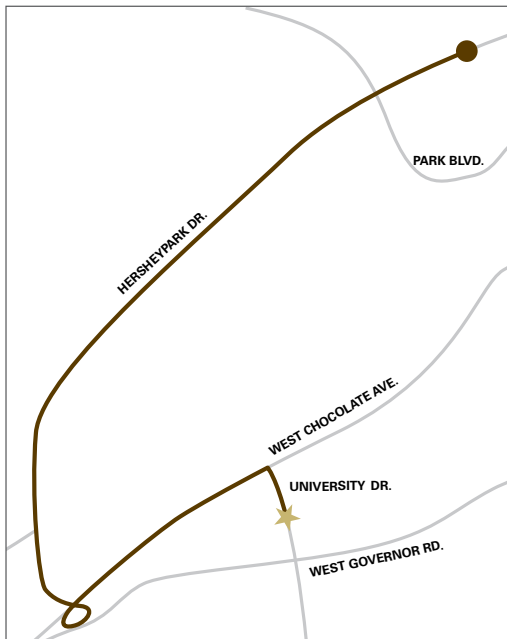 PARK BLVD.
HERSHEYPARK DR.
WEST CHOCOLATE AVE.
UNIVERSITY DR.
WEST GOVERNOR RD.